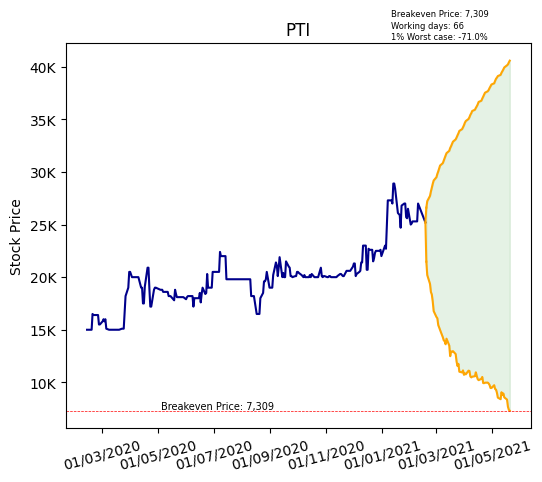 Breakeven Price: 7,309
Working days: 66
1% Worst case: -71.0%
PTI
Stock Price
40K
35K
30K
25K
20K
15K
10K
Breakeven Price: 7,309
01/03/2020
01/05/2020
01/07/2020
01/09/2020
01/11/2020
01/01/2021
01/03/2021
01/05/2021